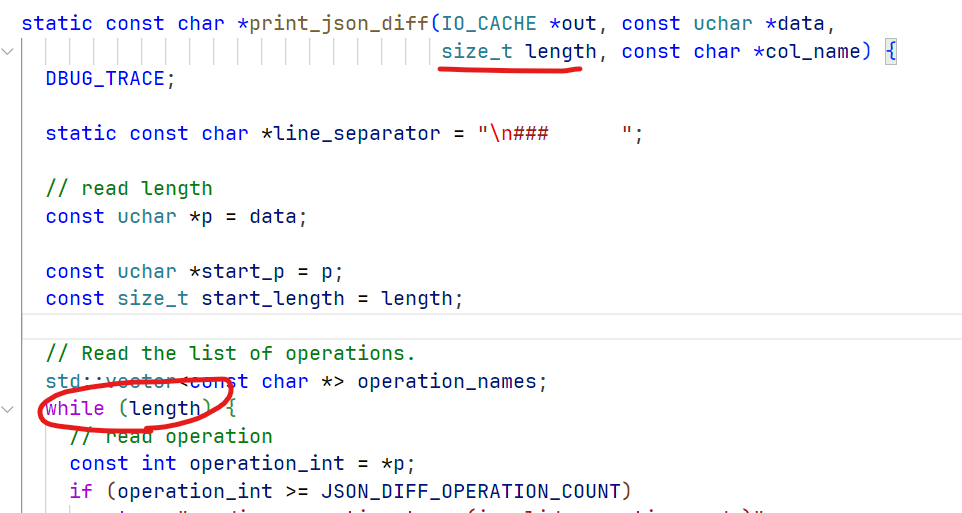 static const char *print_json_diff(IO_CACHE *out, const uchar *data,
size_t length, const char *col_name) {
DBUG_TRACE;
static const char *line_separator = "\n###      ";
// read length
const uchar *p = data;
const uchar *start_p = p;
const size_t start_length = length;
// Read the list of operations.
std::vector<const char *> operation_names;
while (length) {
// read operation
const int operation_int = *p;
if (operation_int >= JSON_DIFF_OPERATION_COUNT)